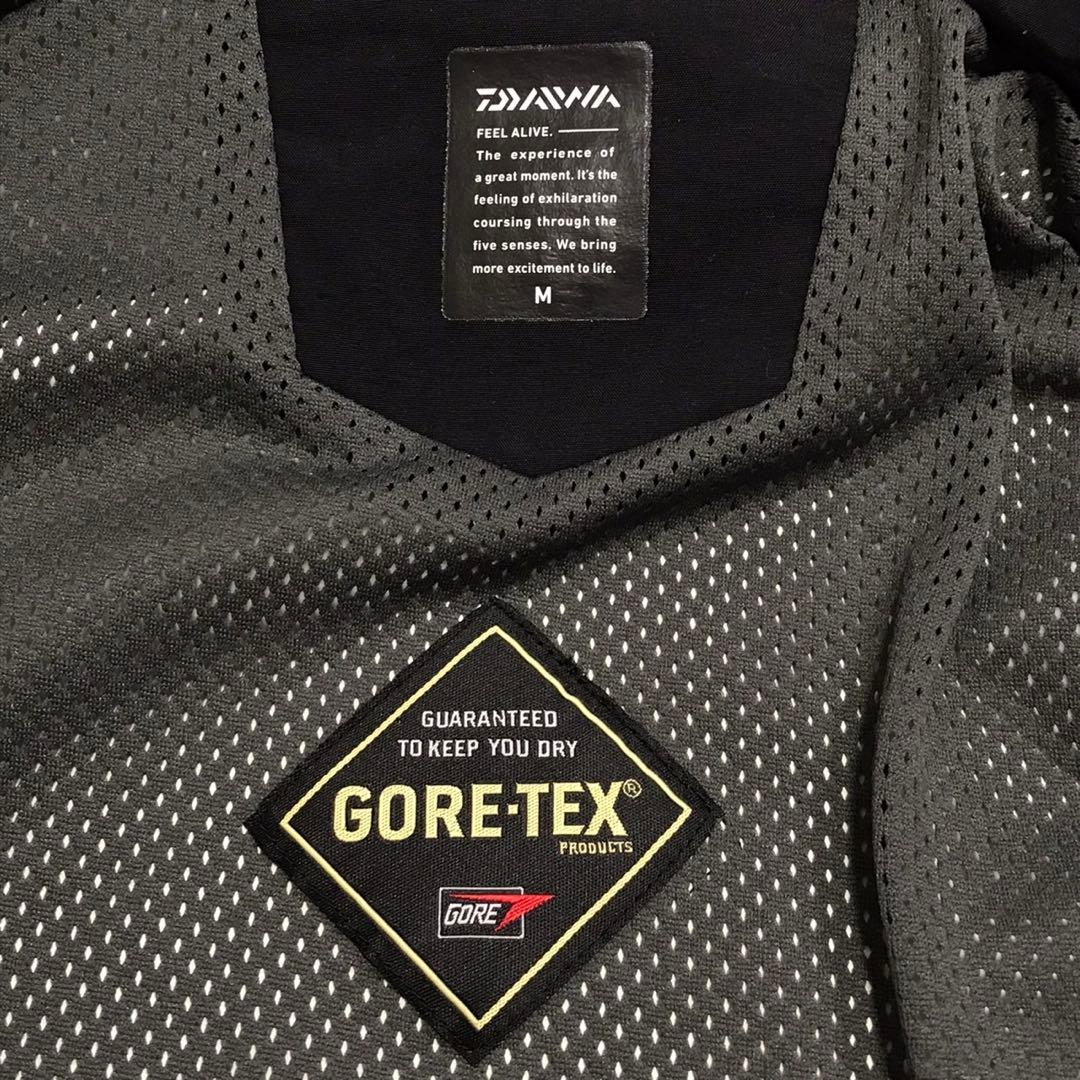 DAIWA
FEEL ALIVE.
The experience of
a great moment. It's the
feeling of exhilaration
coursing through the
five senses. We bring
more excitement to life.
M
GUARANTEED
TO KEEP YOU DRY
GORE-TEX®
PRODUCTS
GORE